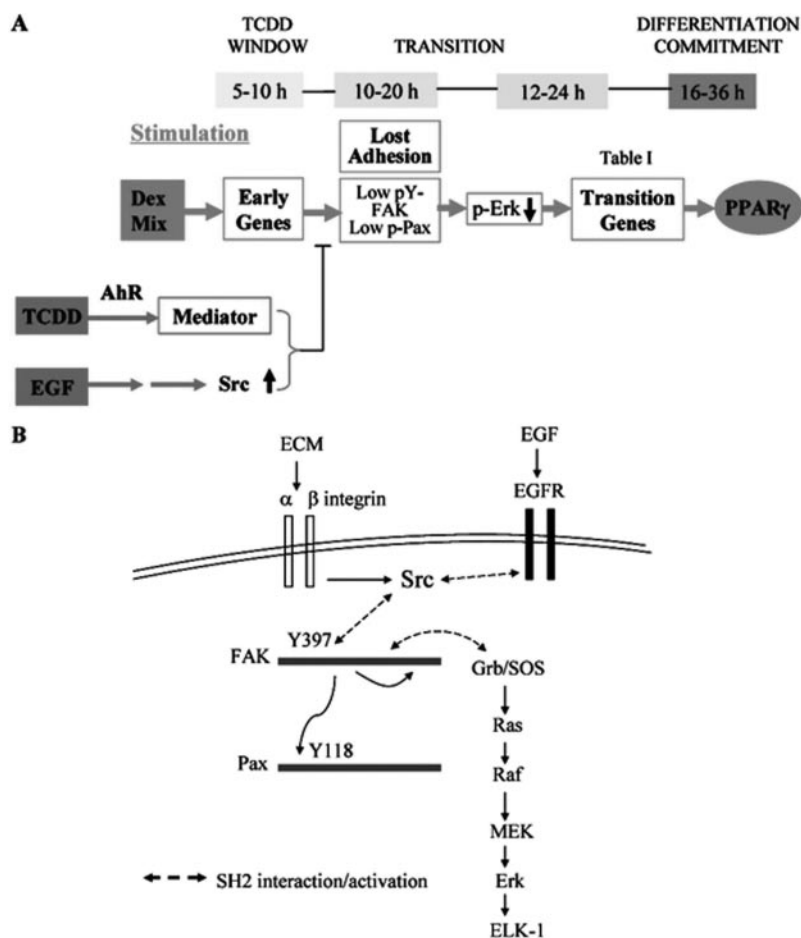 A
TCDD WINDOW
TRANSITION
DIFFERENTIATION COMMITMENT
5-10 h
10-20 h
12-24 h
16-36 h
Stimulation
Lost Adhesion
Table I
Dex Mix
Early Genes
Low pY-FAK
Low p-Pax
p-Erk
Transition Genes
PPARγ
AhR
TCDD
Mediator
EGF
Src
B
ECM
EGF
α β integrin
EGFR
Src
Y397
FAK
Grb/SOS
Ras
Y118
Pax
Raf
MEK
SH2 interaction/activation
Erk
ELK-1